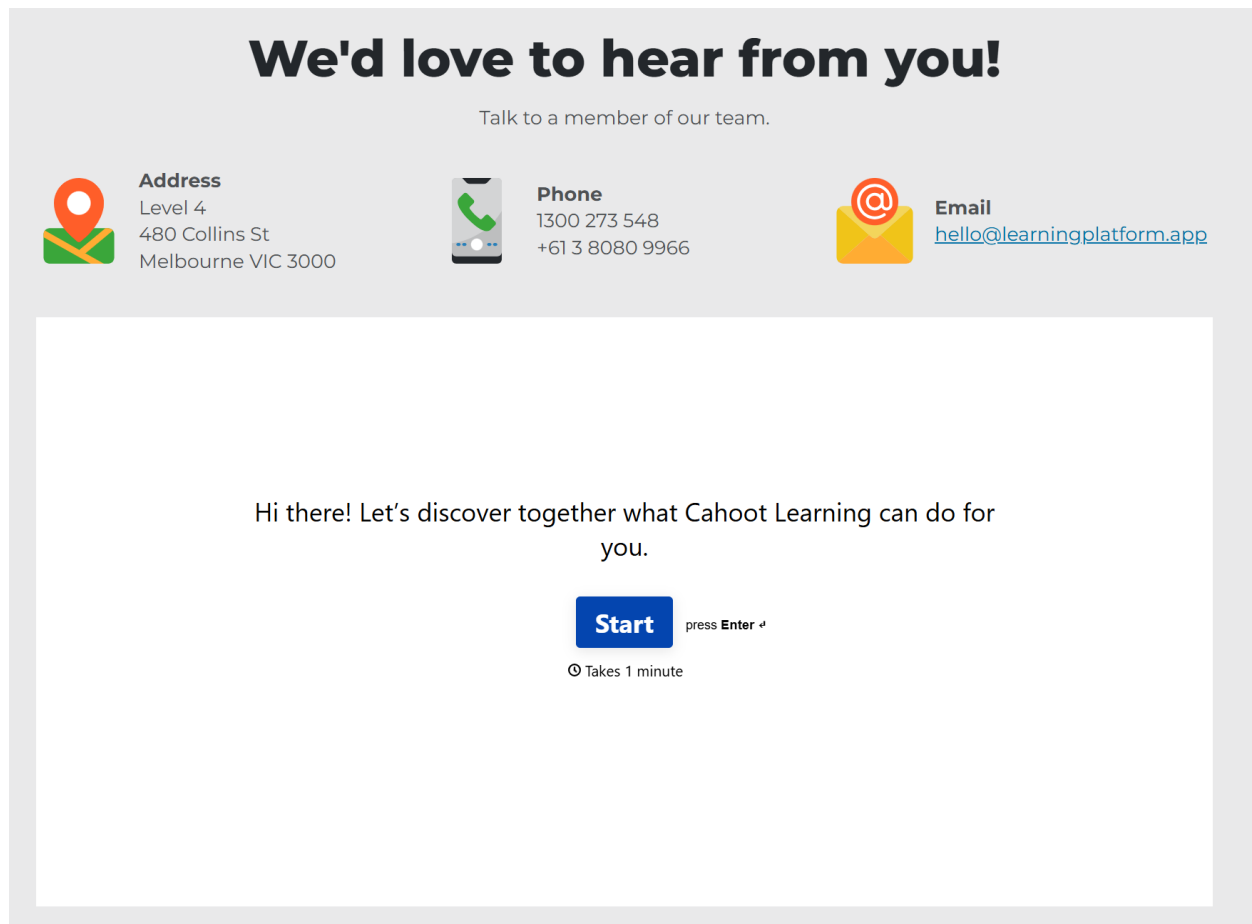 We'd love to hear from you!
Talk to a member of our team.
Address
Level 4
480 Collins St
Melbourne VIC 3000
Phone
1300 273 548
+61 3 8080 9966
@
Email
hello@learningplatform.app
Hi there! Let’s discover together what Cahoot Learning can do for
you.
Start press Enter ↵
Takes 1 minute